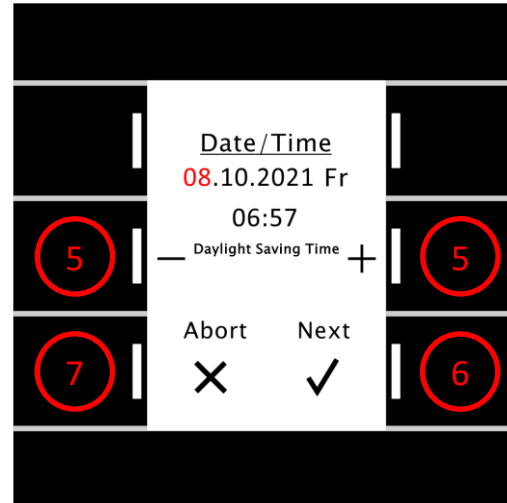 Date/Time
08.10.2021 Fr
06:57
5 — Daylight Saving Time + 5
Abort Next
7 6